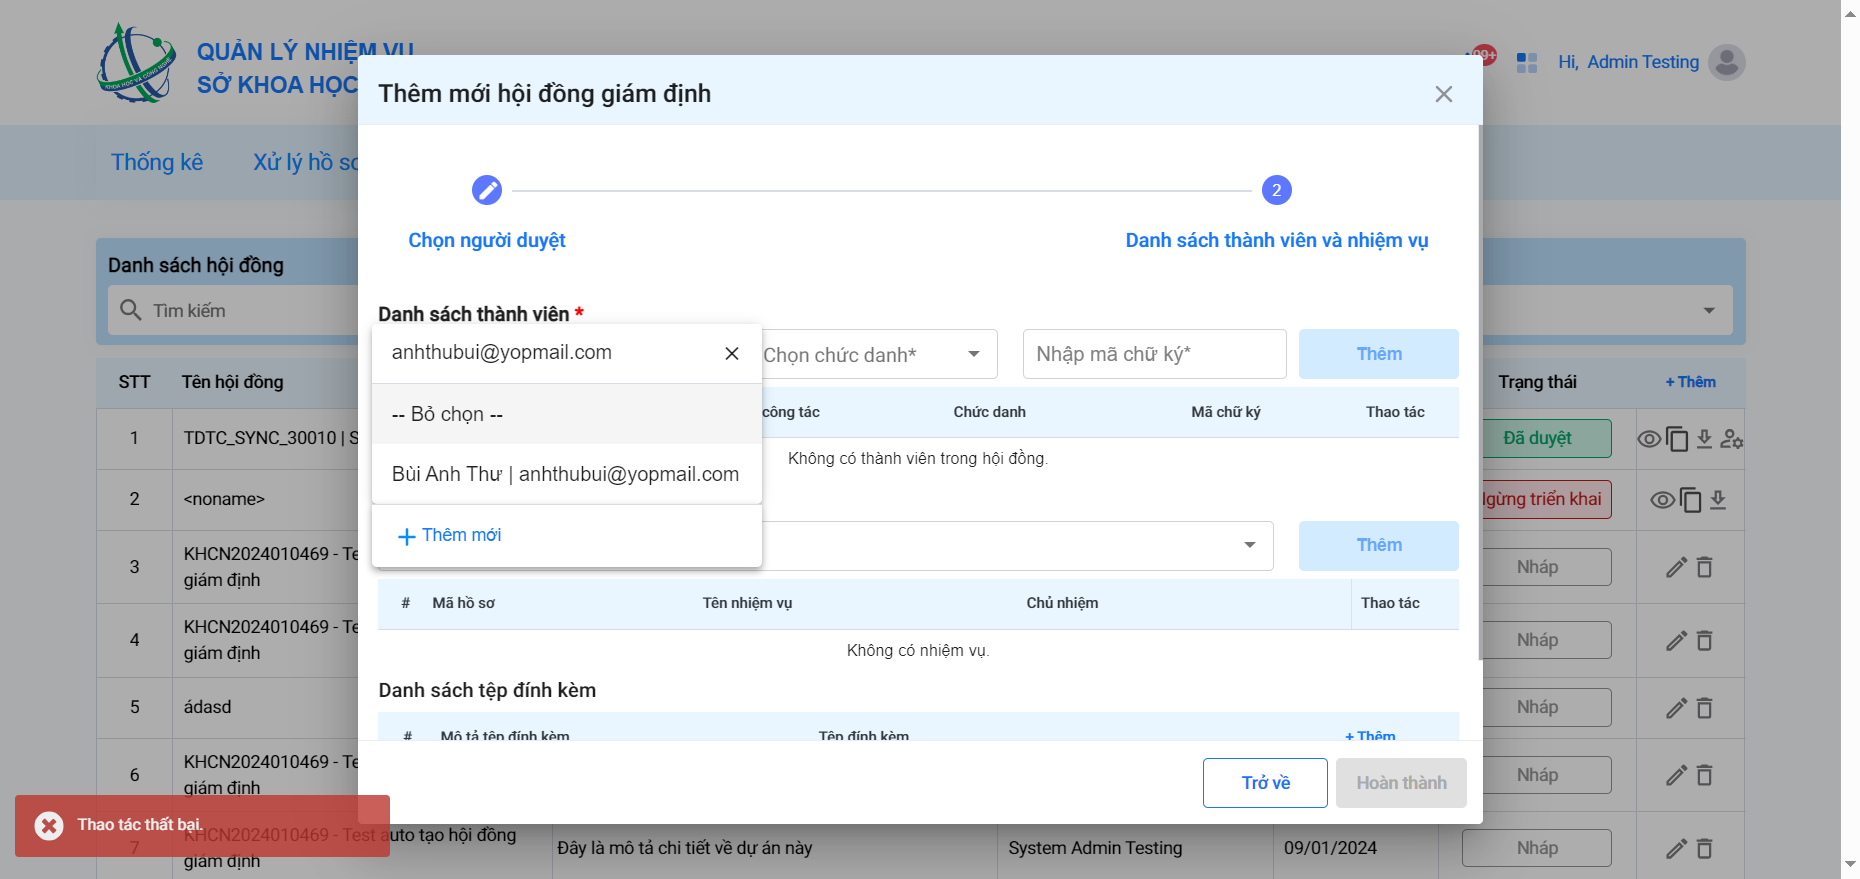 QUẢN LÝ NHIỆM VỤ
SỞ KHOA HỌC
99+
Hi, Admin Testing
Thống kê
Xử lý hồ sơ
Thêm mới hội đồng giám định
2
Chọn người duyệt
Danh sách thành viên và nhiệm vụ
Danh sách hội đồng
Tìm kiếm
Danh sách thành viên *
anhthubui@yopmail.com
Chọn chức danh*
Nhập mã chữ ký*
Thêm
-- Bỏ chọn --
Bùi Anh Thư | anhthubui@yopmail.com
Thêm mới
công tác
Chức danh
Mã chữ ký
Thao tác
Không có thành viên trong hội đồng.
Thêm
# Mã hồ sơ
Tên nhiệm vụ
Chủ nhiệm
Thao tác
Không có nhiệm vụ.
Danh sách tệp đính kèm
# Mô tả tệp đính kèm
Tệp đính kèm
+ Thêm
Trở về
Hoàn thành
STT
Tên hội đồng
Trạng thái
+ Thêm
1
TDTC_SYNC_30010 | S
Đã duyệt
2
<noname>
Ngừng triển khai
3
KHCN2024010469 - Te
giám định
Nháp
4
KHCN2024010469 - Te
giám định
Nháp
5
ádasd
Nháp
6
KHCN2024010469 - Te
giám định
Nháp
7
KHCN2024010469 - Test auto tạo hội đồng
giám định
Đây là mô tả chi tiết về dự án này
System Admin Testing
09/01/2024
Nháp
Thao tác thất bại.